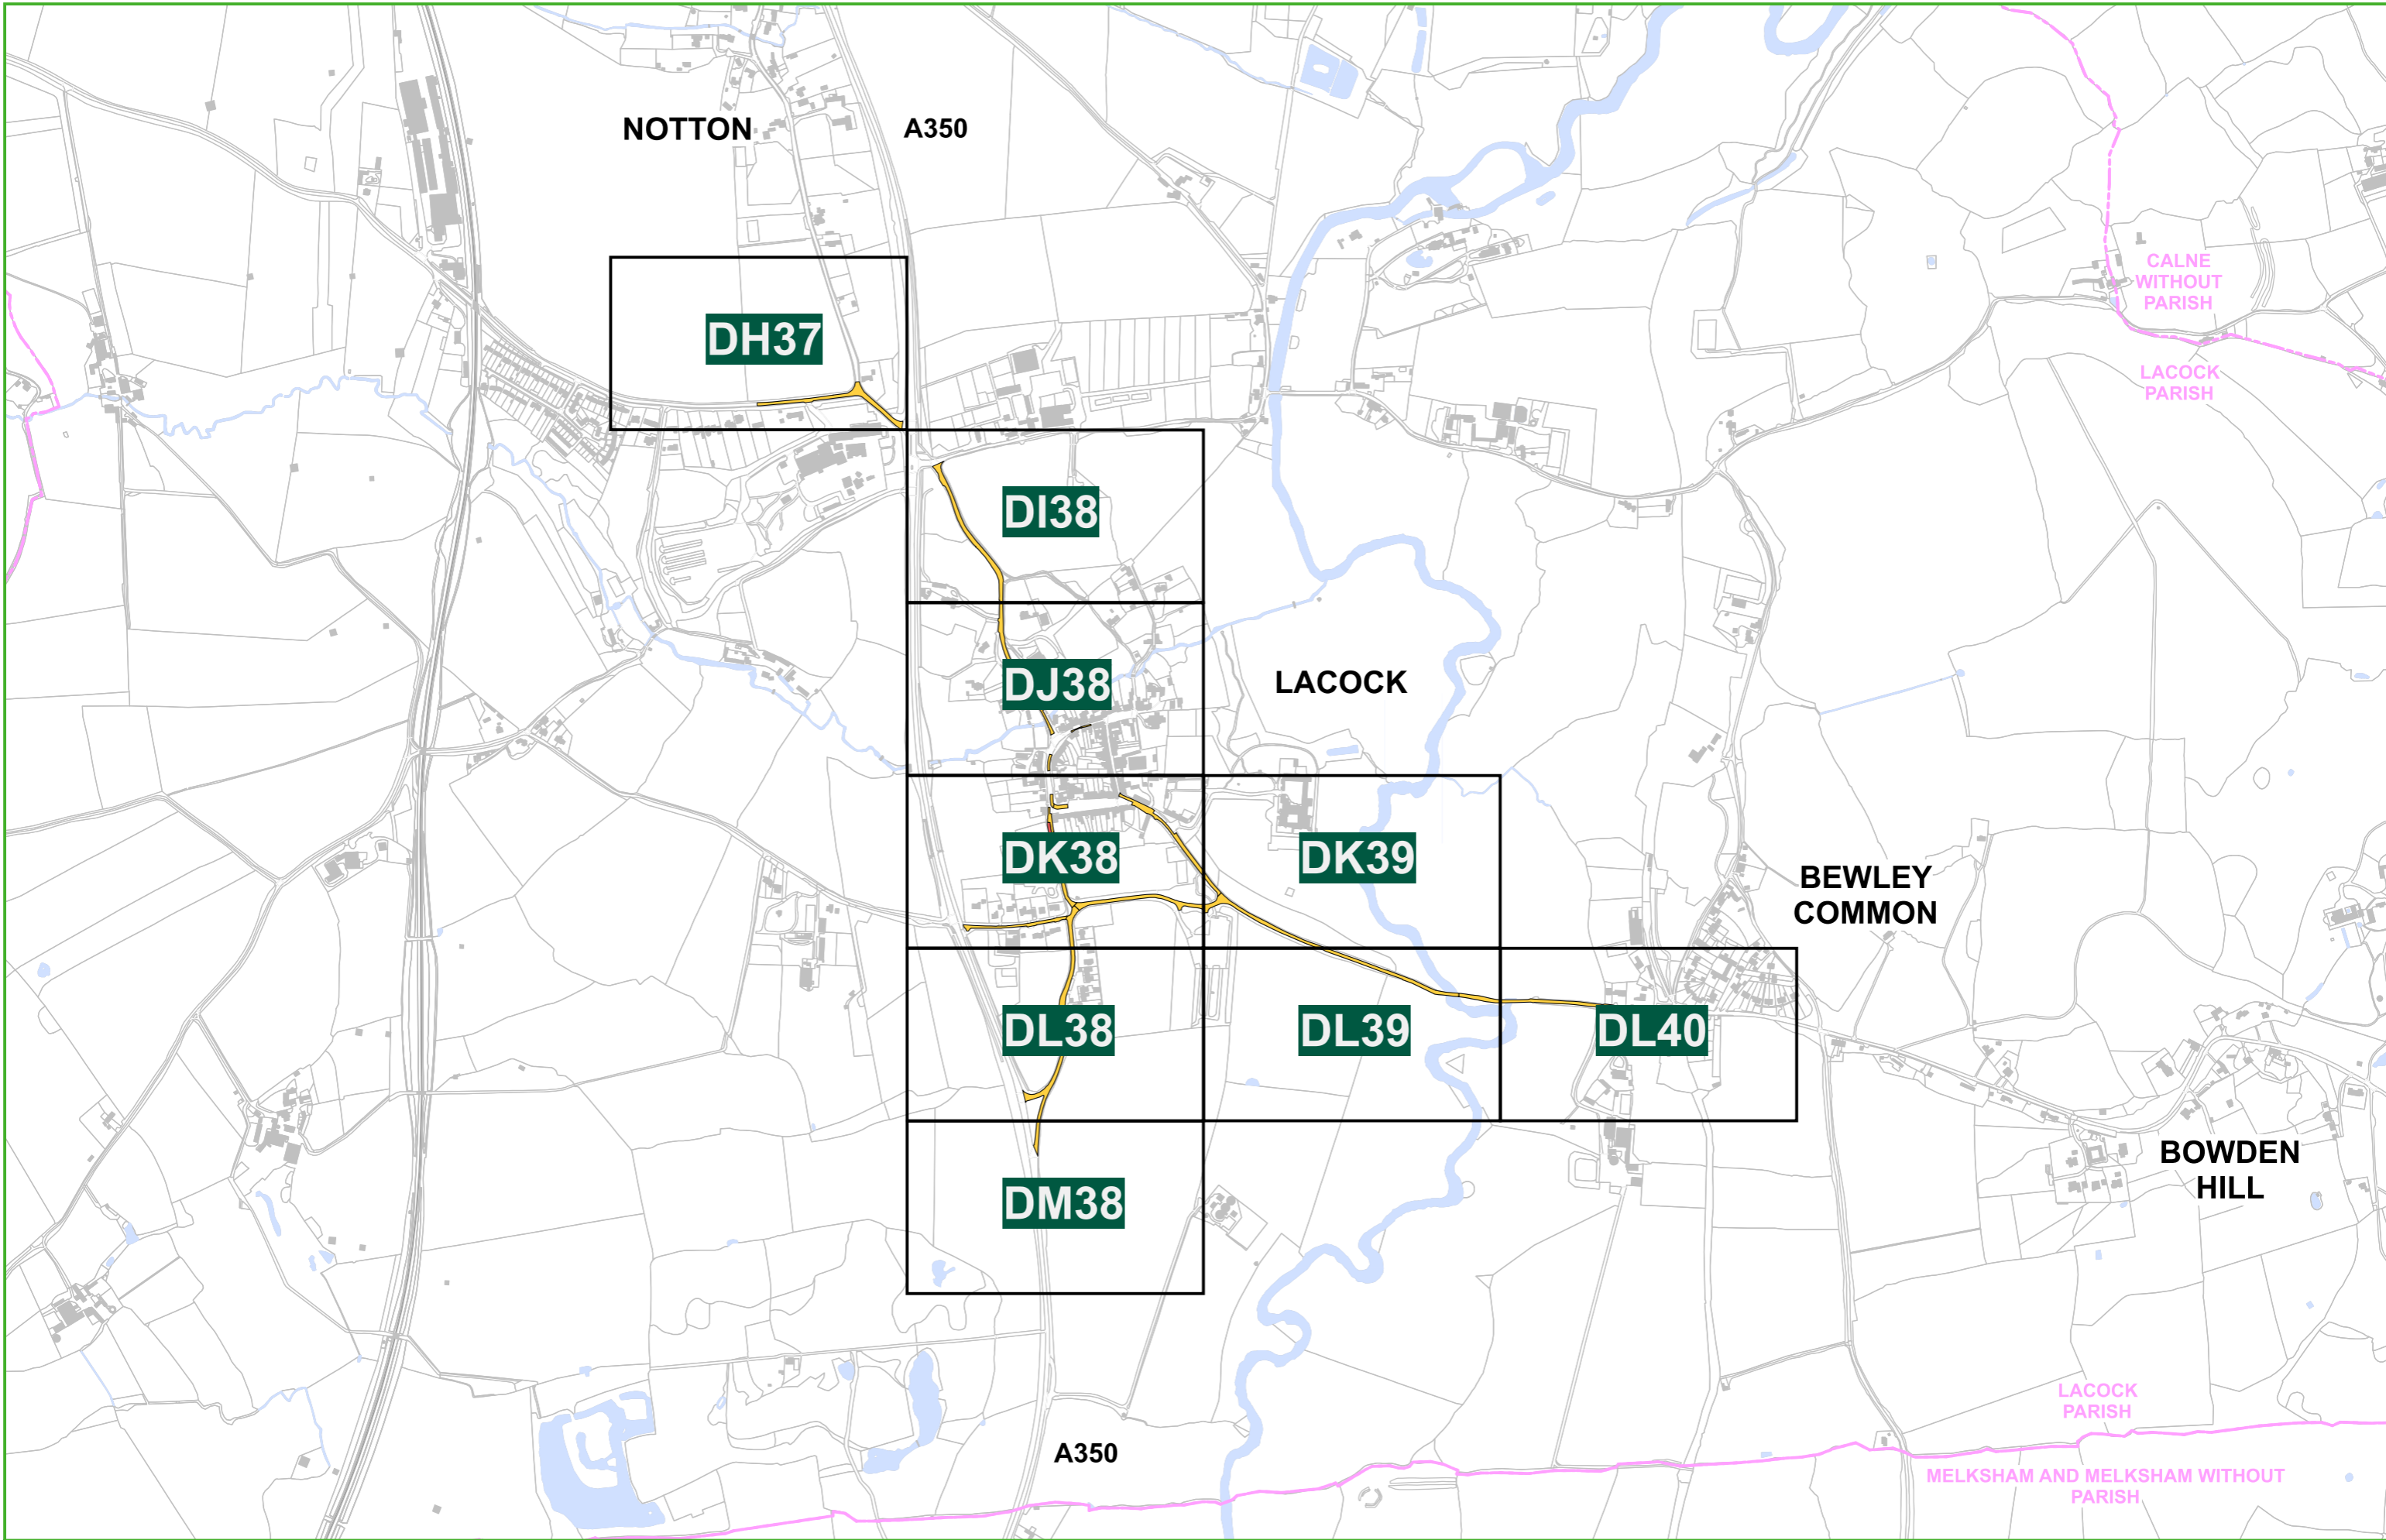 NOTTON
A350
CALNE
WITHOUT
PARISH
LACOCK
PARISH
DH37
DI38
DJ38
LACOCK
DK38
DK39
BEWLEY
COMMON
DL38
DL39
DL40
BOWDEN
HILL
DM38
LACOCK
PARISH
A350
MELKSHAM AND MELKSHAM WITHOUT
PARISH